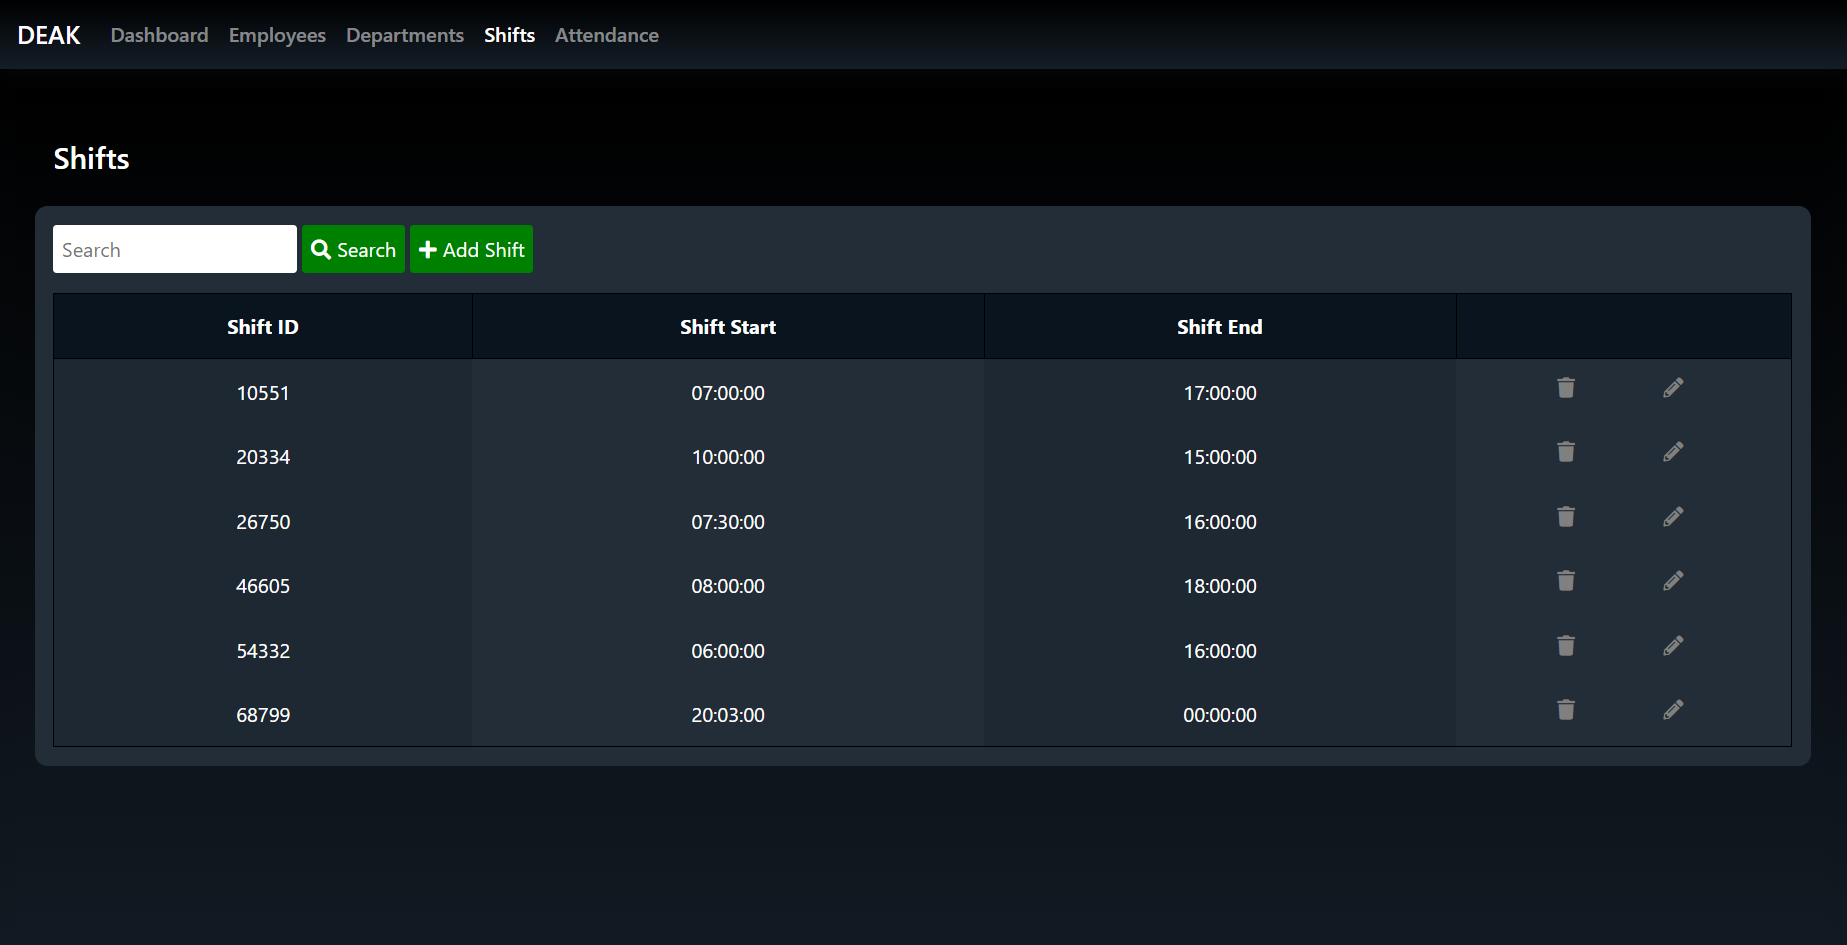 DEAK Dashboard Employees Departments Shifts Attendance
Shifts
Search Search Add Shift
Shift ID Shift Start Shift End
10551 07:00:00 17:00:00
20334 10:00:00 15:00:00
26750 07:30:00 16:00:00
46605 08:00:00 18:00:00
54332 06:00:00 16:00:00
68799 20:03:00 00:00:00